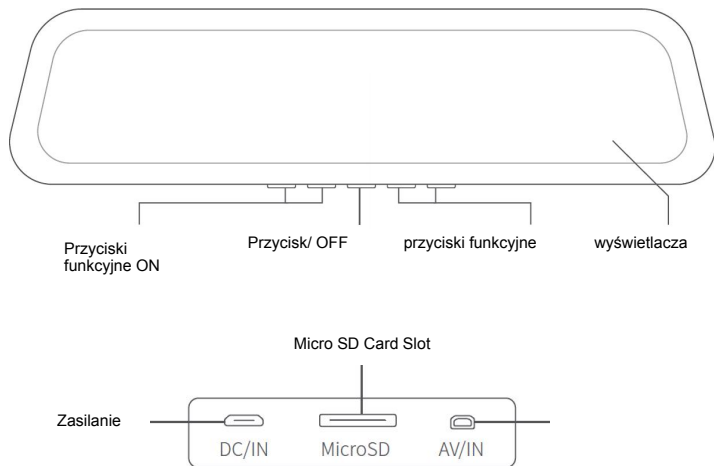 Przyciski
funkcyjne ON
Przycisk/ OFF
przyciski funkcyjne
wyświetlacza
Micro SD Card Slot
Zasilanie
DC/IN
MicroSD
AV/IN